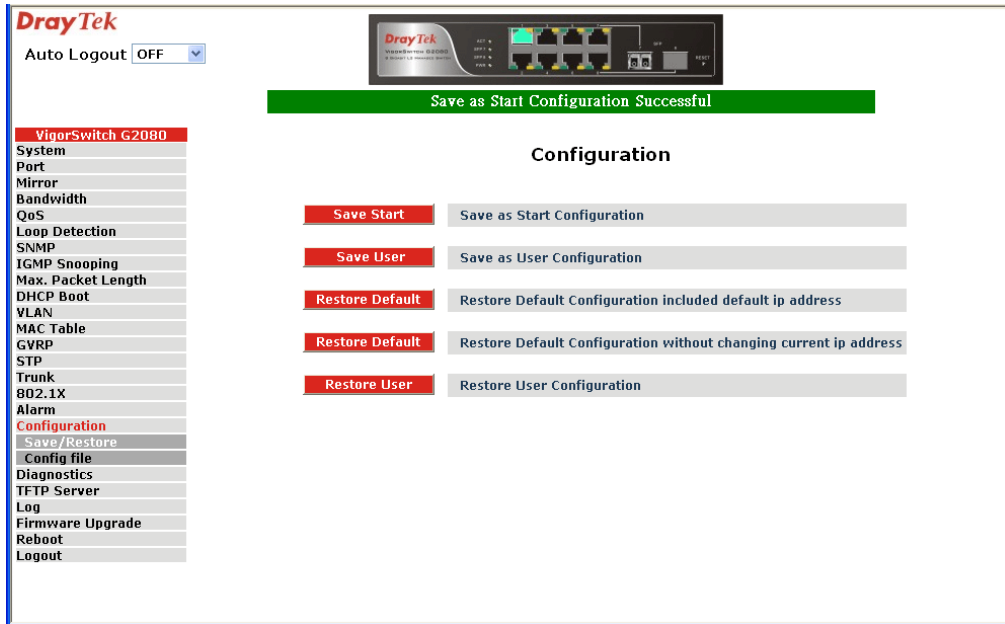 DrayTek
Auto Logout OFF
DrayTek
VigorSwitch G2080
RESET
Save as Start Configuration Successful
VigorSwitch G2080
System
Port
Mirror
Bandwidth
QoS
Loop Detection
SNMP
IGMP Snooping
Max. Packet Length
DHCP Boot
VLAN
MAC Table
GVRP
STP
Trunk
802.1X
Alarm
Configuration
Save/Restore
Config file
Diagnostics
TFTP Server
Log
Firmware Upgrade
Reboot
Logout
Configuration
Save Start Save as Start Configuration
Save User Save as User Configuration
Restore Default Restore Default Configuration included default ip address
Restore Default Restore Default Configuration without changing current ip address
Restore User Restore User Configuration